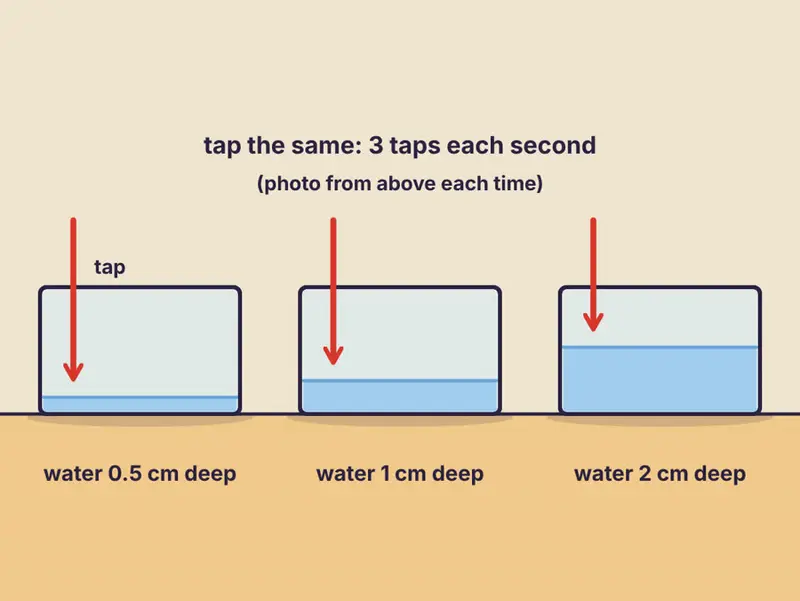 tap the same: 3 taps each second
(photo from above each time)
tap
water 0.5 cm deep
water 1 cm deep
water 2 cm deep